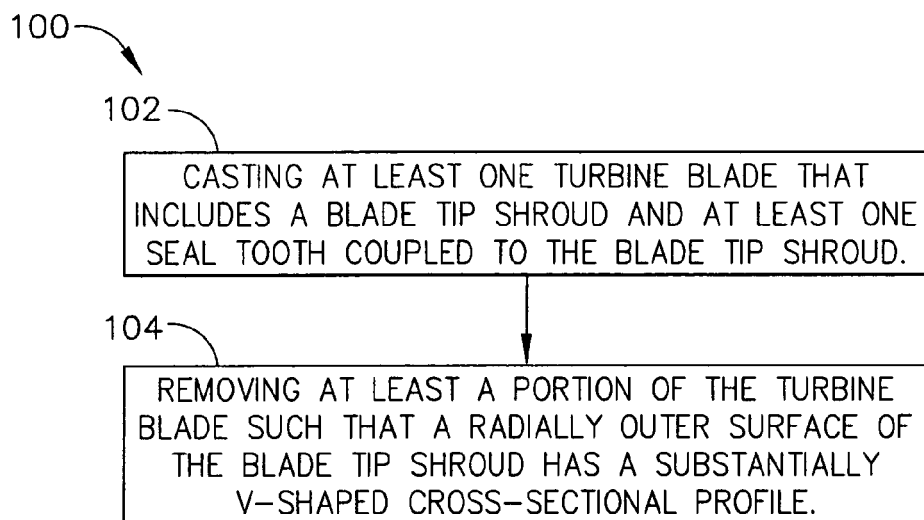 100
102
CASTING AT LEAST ONE TURBINE BLADE THAT
INCLUDES A BLADE TIP SHROUD AND AT LEAST ONE
SEAL TOOTH COUPLED TO THE BLADE TIP SHROUD.
104
REMOVING AT LEAST A PORTION OF THE TURBINE
BLADE SUCH THAT A RADIALLY OUTER SURFACE OF
THE BLADE TIP SHROUD HAS A SUBSTANTIALLY
V-SHAPED CROSS-SECTIONAL PROFILE.